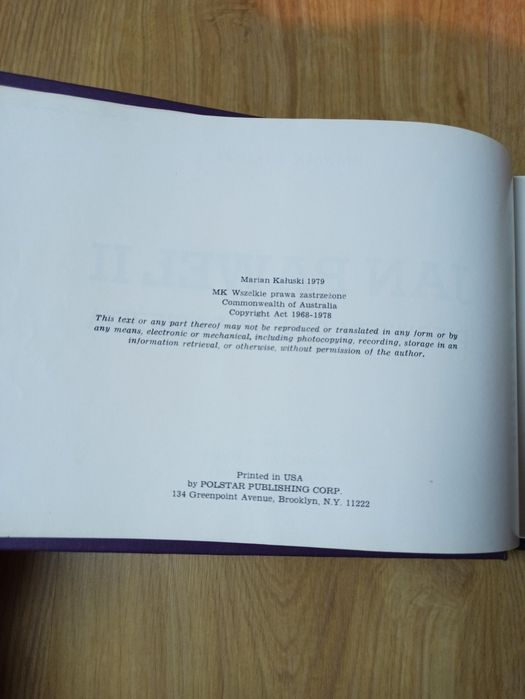 Marian Kałuski 1979
MK Wszelkie prawa zastrzeżone
Commonwealth of Australia
Copyright Act 1968-1978
This text or any part thereof may not be reproduced or translated in any form or by
any means, electronic or mechanical, including photocopying, recording, storage in an
information retrieval, or otherwise, without permission of the author.
Printed in USA
by POLSTAR PUBLISHING CORP.
134 Greenpoint Avenue, Brooklyn, N.Y. 11222